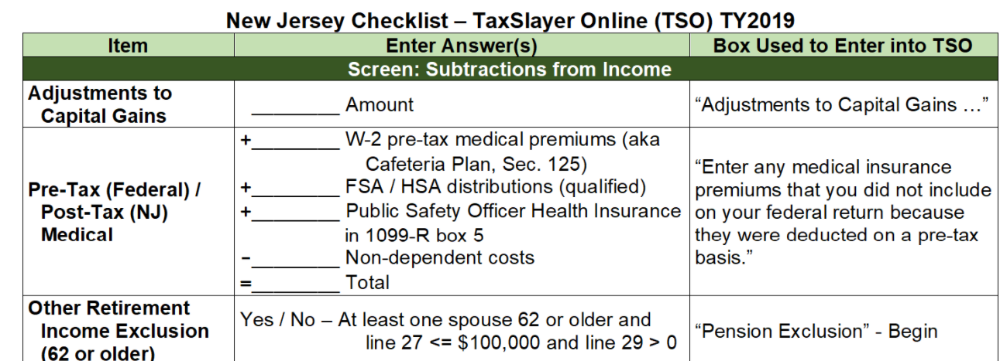 New Jersey Checklist – TaxSlayer Online (TSO) TY2019
Item
Enter Answer(s)
Box Used to Enter into TSO
Screen: Subtractions from Income
Adjustments to
Capital Gains
________ Amount
“Adjustments to Capital Gains …”
Pre-Tax (Federal) /
Post-Tax (NJ)
Medical
+________ W-2 pre-tax medical premiums (aka
Cafeteria Plan, Sec. 125)
+________ FSA / HSA distributions (qualified)
+________ Public Safety Officer Health Insurance
in 1099-R box 5
−________ Non-dependent costs
=________ Total
“Enter any medical insurance
premiums that you did not include
on your federal return because
they were deducted on a pre-tax
basis.”
Other Retirement
Income Exclusion
(62 or older)
Yes / No – At least one spouse 62 or older and
line 27 <= $100,000 and line 29 > 0
“Pension Exclusion” - Begin